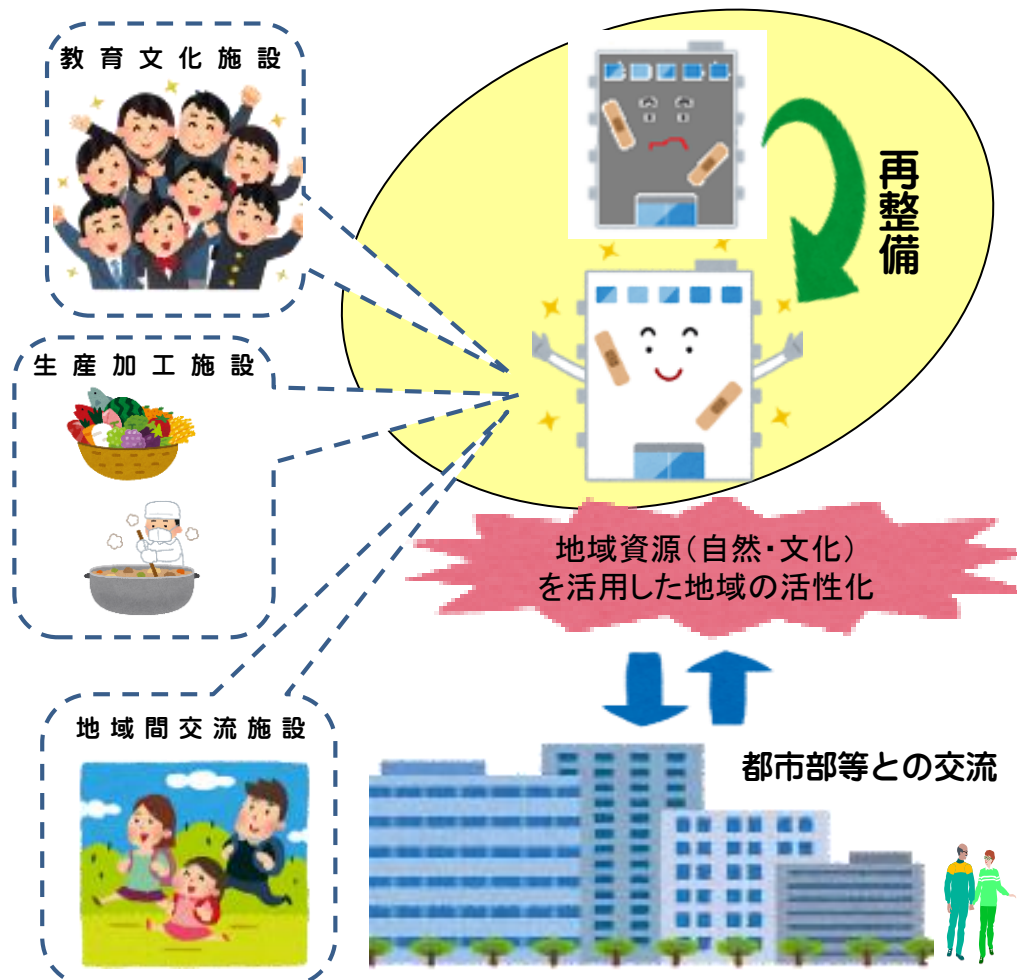 教育文化施設
再整備
生産加工施設
地域資源（自然・文化）
を活用した地域の活性化
地域間交流施設
都市部等との交流